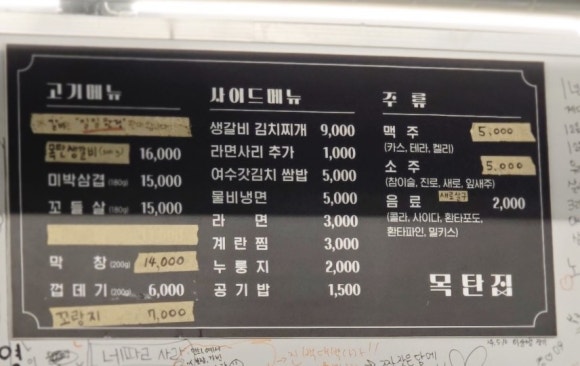 고기메뉴
목탄생갈비 16,000
미박삼겹 (180g) 15,000
꼬들살 (180g) 15,000
막 창 (200g) 14,000
껍데기 (200g) 6,000
꼬랑지 7,000
사이드메뉴
생갈비 김치찌개 9,000
라면사리 추가 1,000
여수갓김치 쌈밥 5,000
물비냉면 5,000
라 면 3,000
계란찜 3,000
누룽지 2,000
공기밥 1,500
주 류
맥 주 5,000
(카스, 테라, 켈리)
소 주 5,000
(참이슬, 진로, 새로, 잎새주)
음 료 2,000
(콜라, 사이다, 환타포도,
환타파인, 밀키스)
목탄집